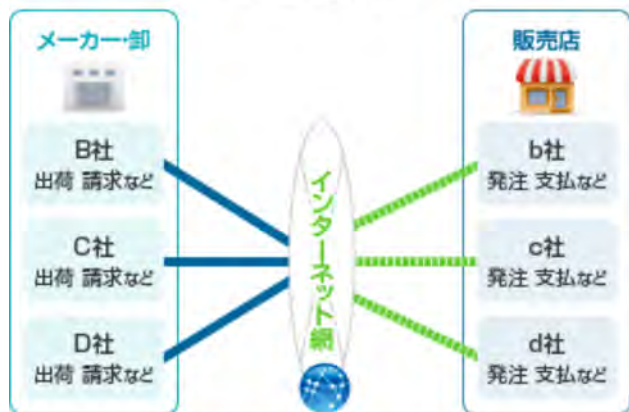 メーカー・卸
B社
出荷 請求など
C社
出荷 請求など
D社
出荷 請求など
インターネット網
販売店
b社
発注 支払など
c社
発注 支払など
d社
発注 支払など